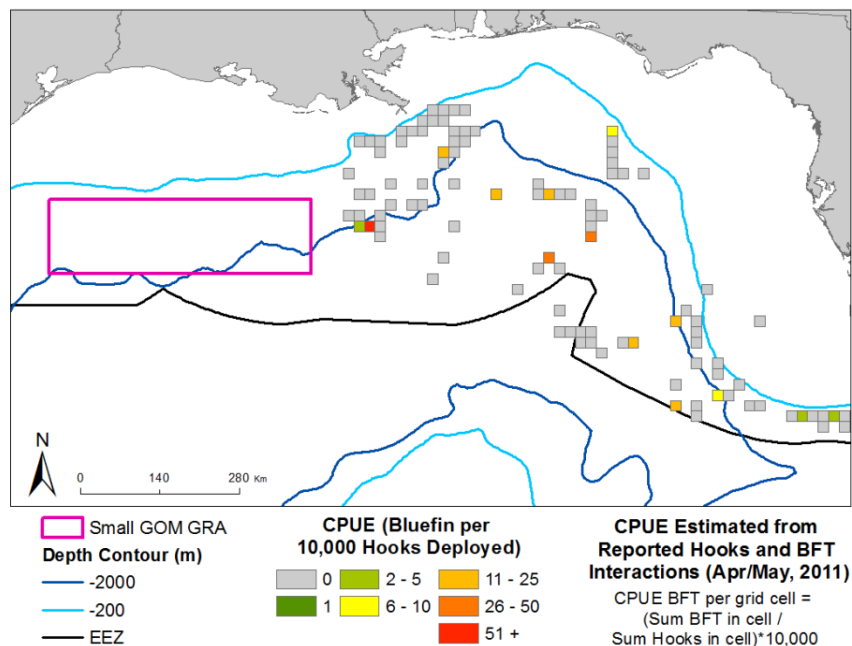 N
0 140 280 Km
Small GOM GRA
Depth Contour (m)
-2000
-200
EEZ
CPUE (Bluefin per
10,000 Hooks Deployed)
0 2 - 5 11 - 25
1 6 - 10 26 - 50
51 +
CPUE Estimated from
Reported Hooks and BFT
Interactions (Apr/May, 2011)
CPUE BFT per grid cell =
(Sum BFT in cell /
Sum Hooks in cell)*10,000